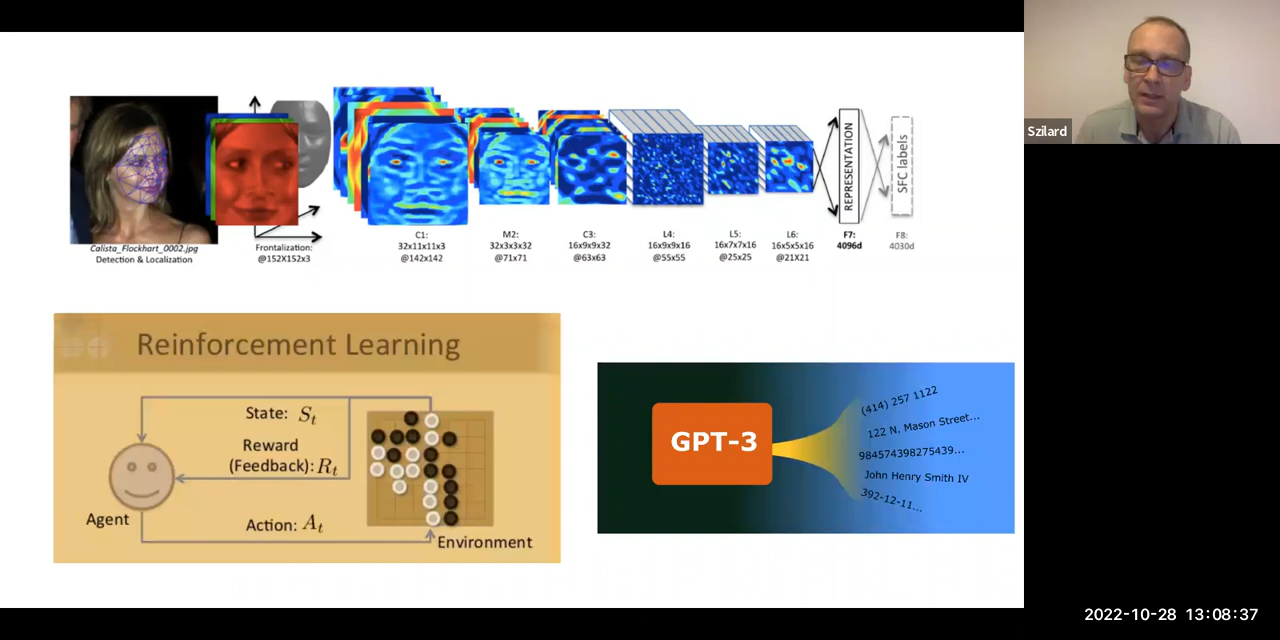 Szilard
Calista_Flockhart_0002.jpg
Detection & Localization
Frontalization:
@152X152x3
C1:
32x11x11x3
@142x142
M2:
32x3x3x32
@71x71
C3:
16x9x9x32
@63x63
L4:
16x9x9x16
@55x55
L5:
16x7x7x16
@25x25
L6:
16x5x5x16
@21X21
REPRESENTATION
F7:
4096d
SFC labels
F8:
4030d
Reinforcement Learning
State: St
Reward
(Feedback): Rt
Agent
Action: At
Environment
GPT-3
(414) 257 1122
122 N. Mason Street...
984574398275439...
John Henry Smith IV
392-12-11...
2022-10-28 13:08:37